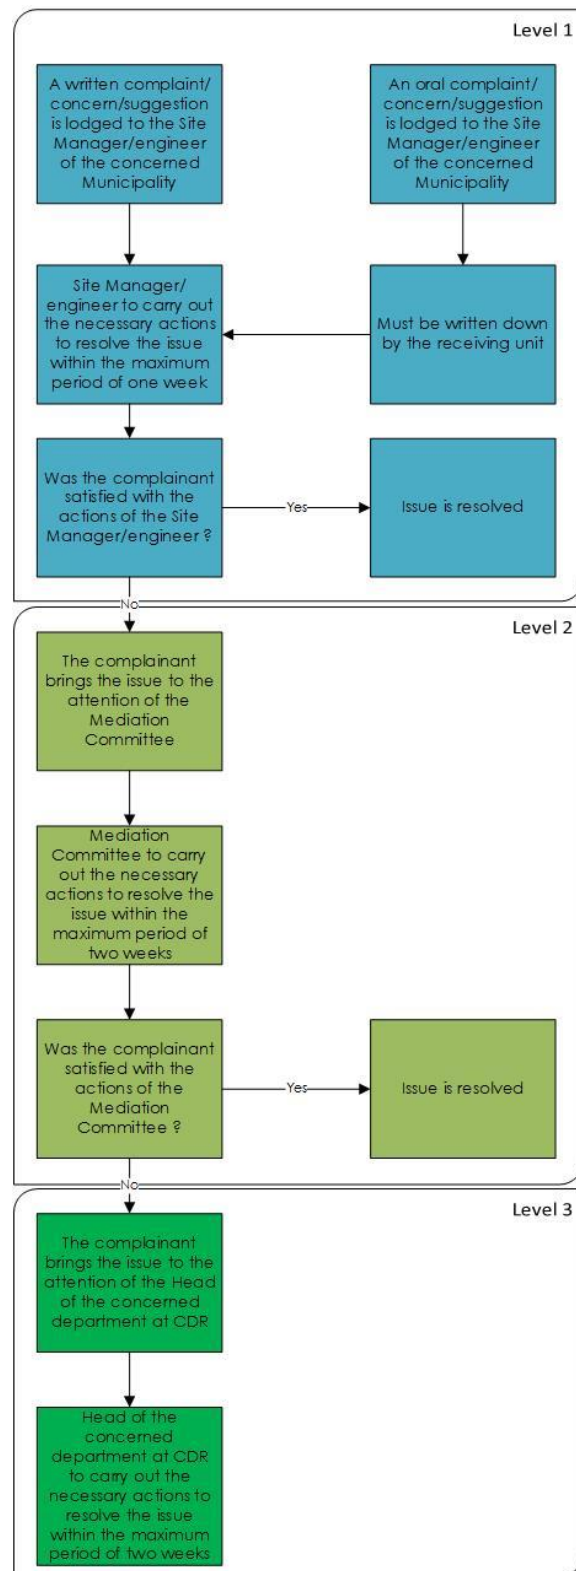 Level 1
A written complaint/
concern/suggestion
is lodged to the Site
Manager/engineer
of the concerned
Municipality
An oral complaint/
concern/suggestion
is lodged to the Site
Manager/engineer
of the concerned
Municipality
Site Manager/
engineer to carry out
the necessary actions
to resolve the issue
within the maximum
period of one week
Must be written down
by the receiving unit
Was the complainant
satisfied with the
actions of the Site
Manager/engineer ?
Yes
Issue is resolved
No
Level 2
The complainant
brings the issue to the
attention of the
Mediation
Committee
Mediation
Committee to carry
out the necessary
actions to resolve the
issue within the
maximum period of
two weeks
Was the complainant
satisfied with the
actions of the
Mediation
Committee ?
Yes
Issue is resolved
No
Level 3
The complainant
brings the issue to the
attention of the Head
of the concerned
department at CDR
Head of the
concerned
department at CDR
to carry out the
necessary actions to
resolve the issue
within the maximum
period of two weeks